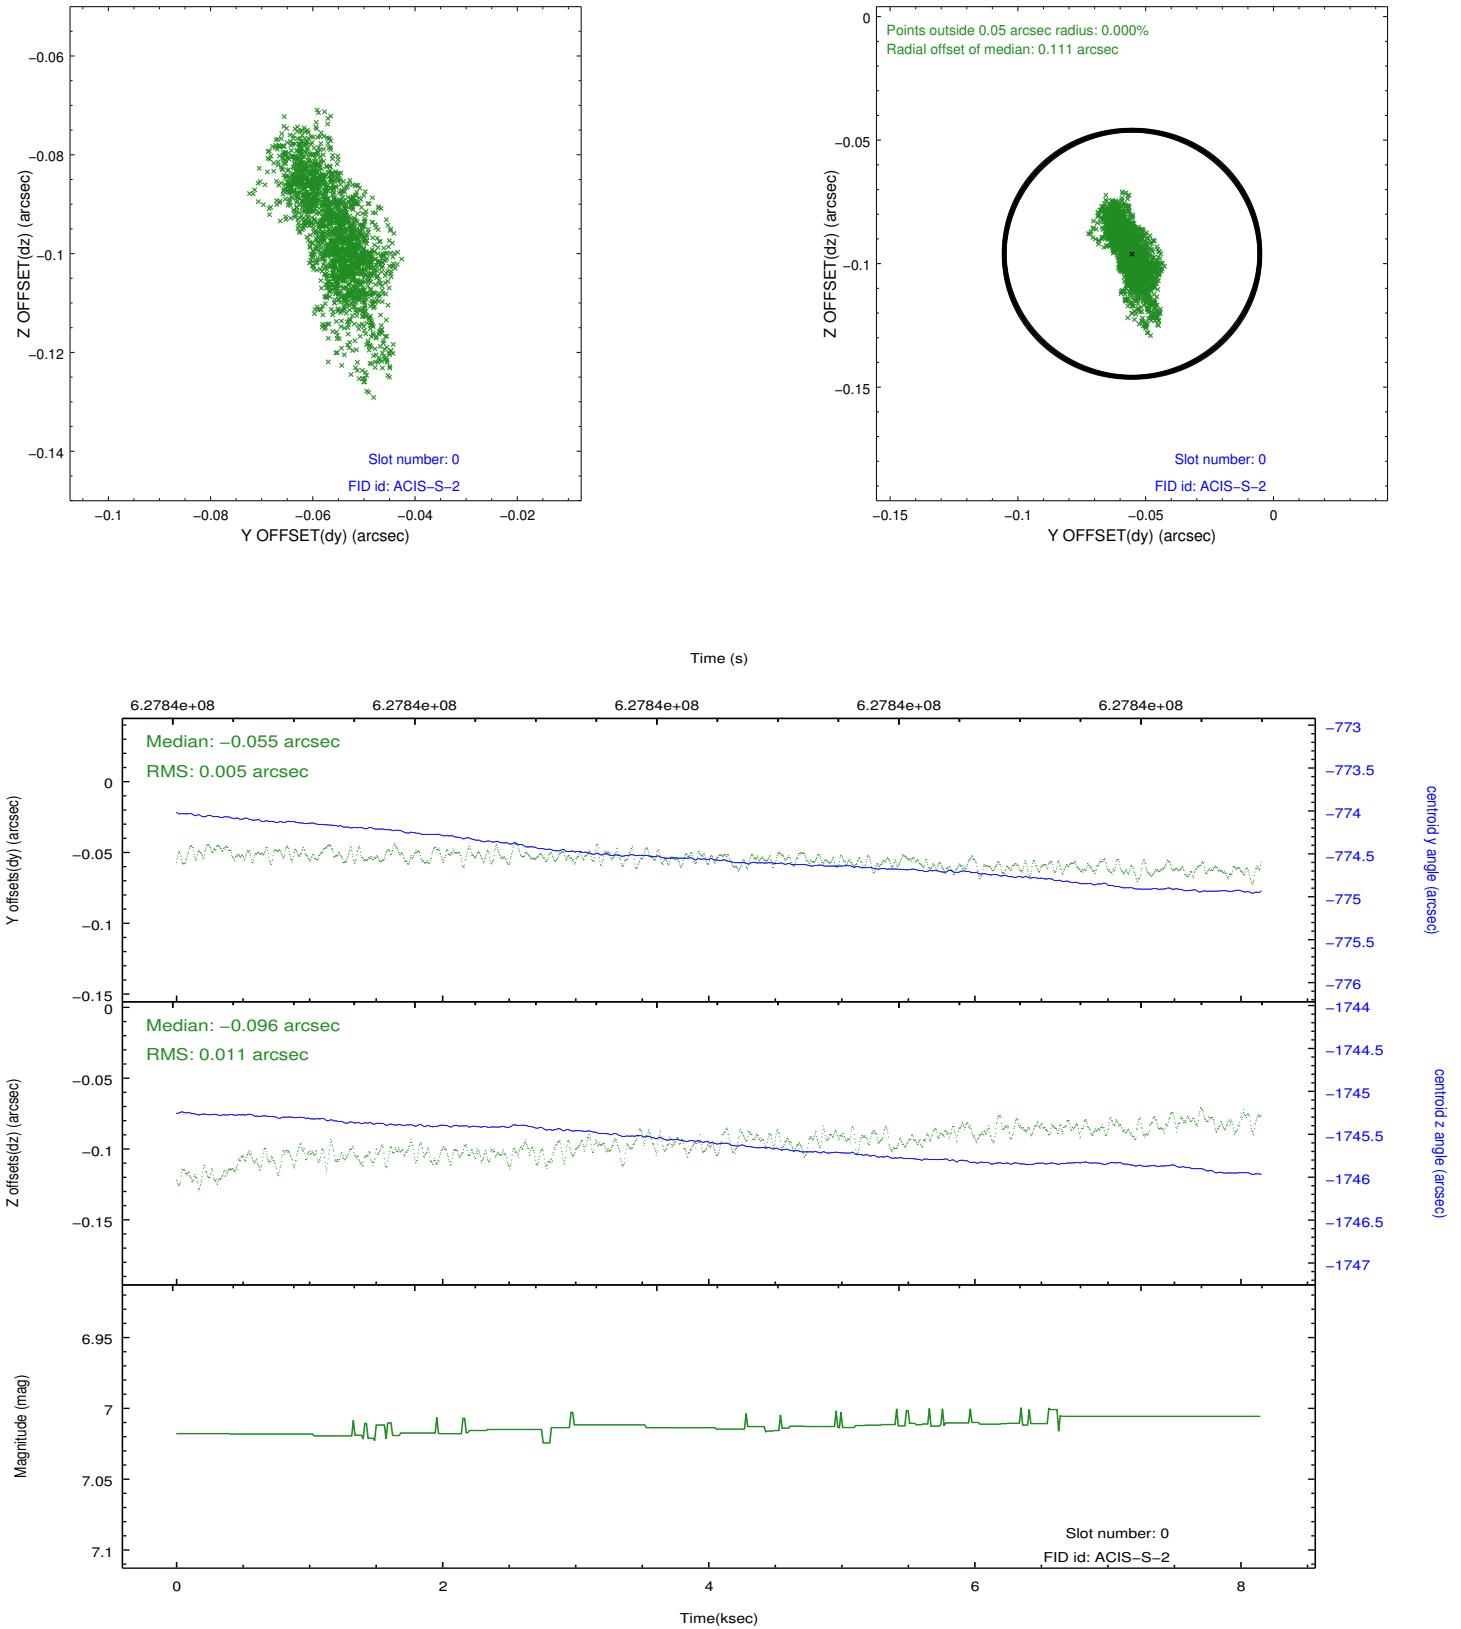 −0.06
−0.08
−0.1
−0.12
−0.14
Z OFFSET(dz) (arcsec)
Slot number: 0
FID id: ACIS−S−2
−0.1
−0.08
−0.06
−0.04
−0.02
Y OFFSET(dy) (arcsec)
Points outside 0.05 arcsec radius: 0.000%
Radial offset of median: 0.111 arcsec
0
−0.05
−0.1
−0.15
Z OFFSET(dz) (arcsec)
Slot number: 0
FID id: ACIS−S−2
−0.15
−0.1
−0.05
0
Y OFFSET(dy) (arcsec)
Time (s)
6.2784e+08
6.2784e+08
6.2784e+08
6.2784e+08
6.2784e+08
Median: −0.055 arcsec
RMS: 0.005 arcsec
0
−0.05
−0.1
−0.15
Y offsets(dy) (arcsec)
−773
−773.5
−774
−774.5
−775
−775.5
−776
centroid y angle (arcsec)
Median: −0.096 arcsec
RMS: 0.011 arcsec
0
−0.05
−0.1
−0.15
Z offsets(dz) (arcsec)
−1744
−1744.5
−1745
−1745.5
−1746
−1746.5
−1747
centroid z angle (arcsec)
6.95
7
7.05
7.1
Magnitude (mag)
Slot number: 0
FID id: ACIS−S−2
0
2
4
6
8
Time(ksec)